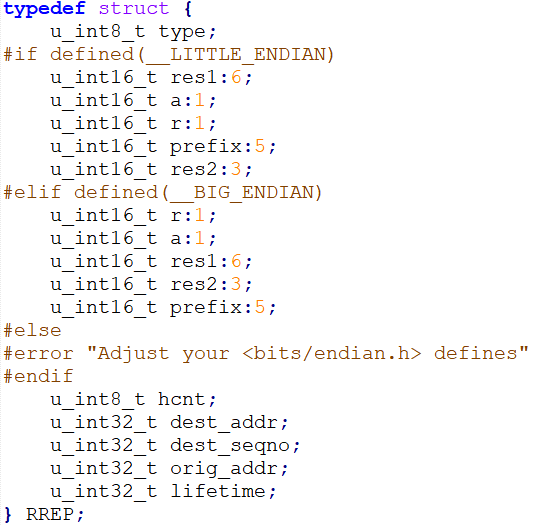 typedef struct {
    u_int8_t type;
#if defined(__LITTLE_ENDIAN)
    u_int16_t res1:6;
    u_int16_t a:1;
    u_int16_t r:1;
    u_int16_t prefix:5;
    u_int16_t res2:3;
#elif defined(__BIG_ENDIAN)
    u_int16_t r:1;
    u_int16_t a:1;
    u_int16_t res1:6;
    u_int16_t res2:3;
    u_int16_t prefix:5;
#else
#error "Adjust your <bits/endian.h> defines"
#endif
    u_int8_t hcnt;
    u_int32_t dest_addr;
    u_int32_t dest_seqno;
    u_int32_t orig_addr;
    u_int32_t lifetime;
} RREP;